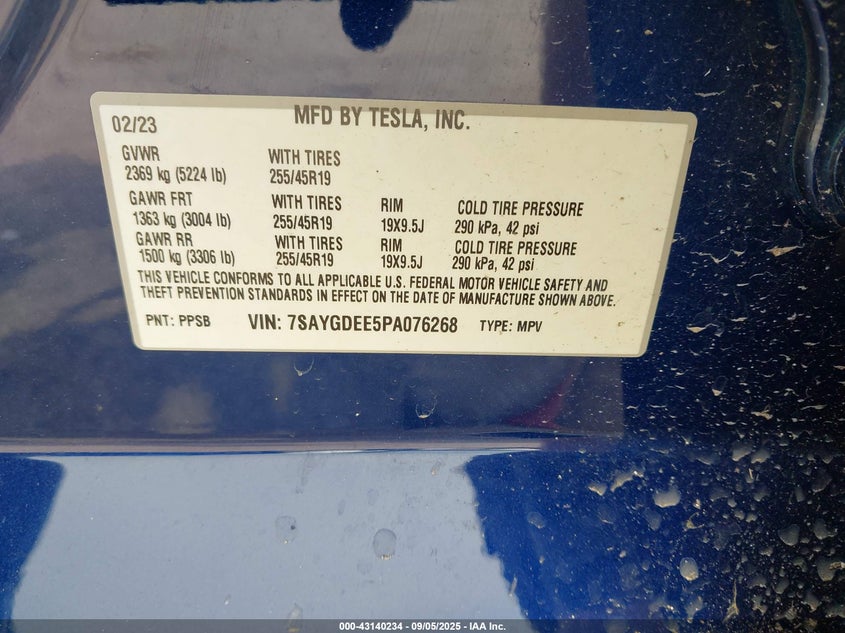 02/23 MFD BY TESLA, INC.
GVWR WITH TIRES
2369 kg (5224 lb) 255/45R19
GAWR FRT WITH TIRES RIM COLD TIRE PRESSURE
1363 kg (3004 lb) 255/45R19 19X9.5J 290 kPa, 42 psi
GAWR RR WITH TIRES RIM COLD TIRE PRESSURE
1500 kg (3306 lb) 255/45R19 19X9.5J 290 kPa, 42 psi
THIS VEHICLE CONFORMS TO ALL APPLICABLE U.S. FEDERAL MOTOR VEHICLE SAFETY AND
THEFT PREVENTION STANDARDS IN EFFECT ON THE DATE OF MANUFACTURE SHOWN ABOVE.
PNT: PPSB VIN: 7SAYGDEE5PA076268 TYPE: MPV
000-43140234 - 09/05/2025 - IAA Inc.